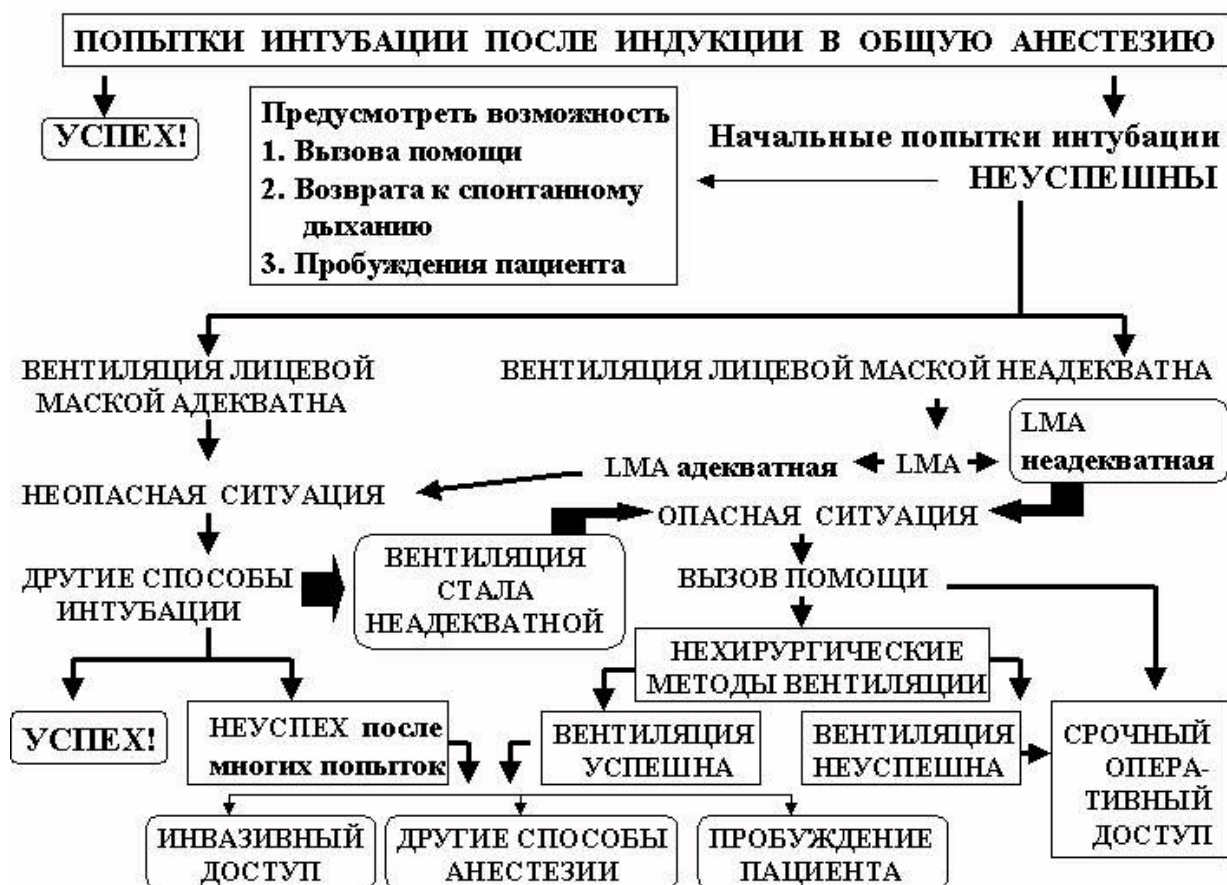 ПОПЫТКИ ИНТУБАЦИИ ПОСЛЕ ИНДУКЦИИ В ОБЩУЮ АНЕСТЕЗИЮ
УСПЕХ!
Предусмотреть возможность
1. Вызова помощи
2. Возврата к спонтанному
дыханию
3. Пробуждения пациента
Начальные попытки интубации
НЕУСПЕШНЫ
ВЕНТИЛЯЦИЯ ЛИЦЕВОЙ
МАСКОЙ АДЕКВАТНА
ВЕНТИЛЯЦИЯ ЛИЦЕВОЙ МАСКОЙ НЕАДЕКВАТНА
LMA адекватная
LMA
LMA
неадекватная
НЕОПАСНАЯ СИТУАЦИЯ
ОПАСНАЯ СИТУАЦИЯ
ДРУГИЕ СПОСОБЫ
ИНТУБАЦИИ
ВЕНТИЛЯЦИЯ
СТАЛА
НЕАДЕКВАТНОЙ
ВЫЗОВ ПОМОЩИ
НЕХИРУРГИЧЕСКИЕ
МЕТОДЫ ВЕНТИЛЯЦИИ
УСПЕХ!
НЕУСПЕХ после
многих попыток
ВЕНТИЛЯЦИЯ
УСПЕШНА
ВЕНТИЛЯЦИЯ
НЕУСПЕШНА
СРОЧНЫЙ
ОПЕРА-
ТИВНЫЙ
ДОСТУП
ИНВАЗИВНЫЙ
ДОСТУП
ДРУГИЕ СПОСОБЫ
АНЕСТЕЗИИ
ПРОБУЖДЕНИЕ
ПАЦИЕНТА